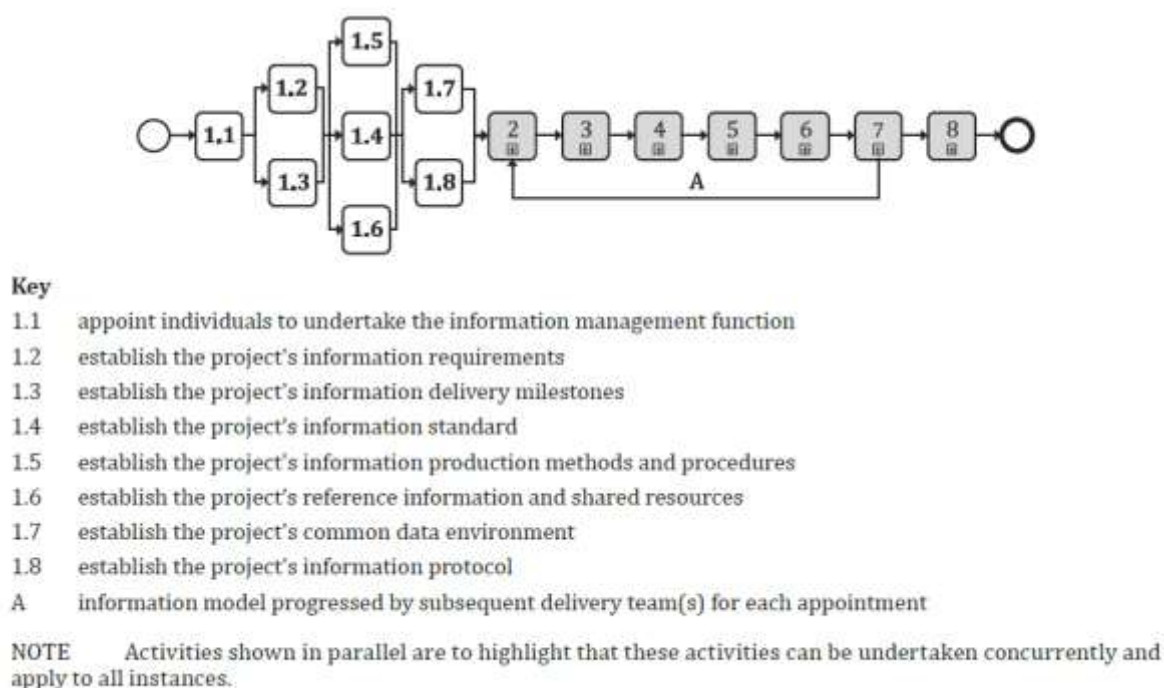 1.5
1.2
1.7
1.1
1.4
2
3
4
5
6
7
8
1.3
1.8
A
1.6
Key
1.1 appoint individuals to undertake the information management function
1.2 establish the project's information requirements
1.3 establish the project's information delivery milestones
1.4 establish the project's information standard
1.5 establish the project's information production methods and procedures
1.6 establish the project's reference information and shared resources
1.7 establish the project's common data environment
1.8 establish the project's information protocol
A information model progressed by subsequent delivery team(s) for each appointment
NOTE Activities shown in parallel are to highlight that these activities can be undertaken concurrently and
apply to all instances.